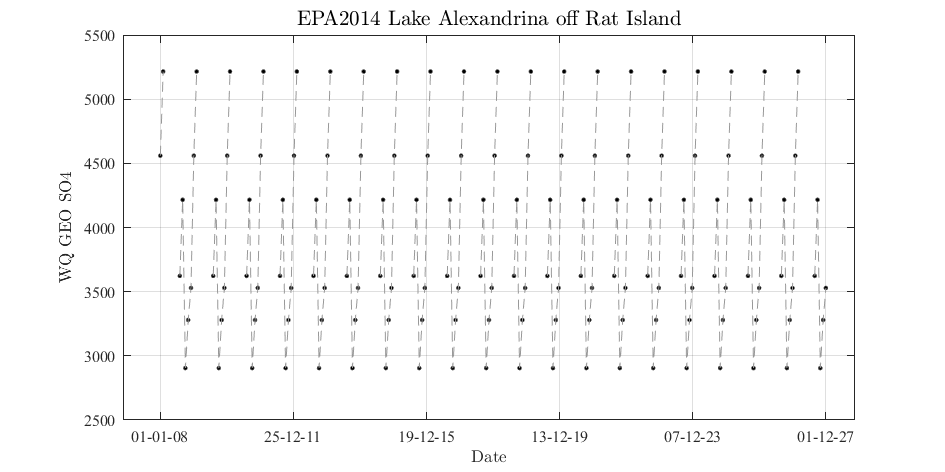 EPA2014 Lake Alexandrina off Rat Island
5500
5000
4500
4000
3500
3000
2500
WQ GEO SO4
01-01-08 25-12-11 19-12-15 13-12-19 07-12-23 01-12-27
Date